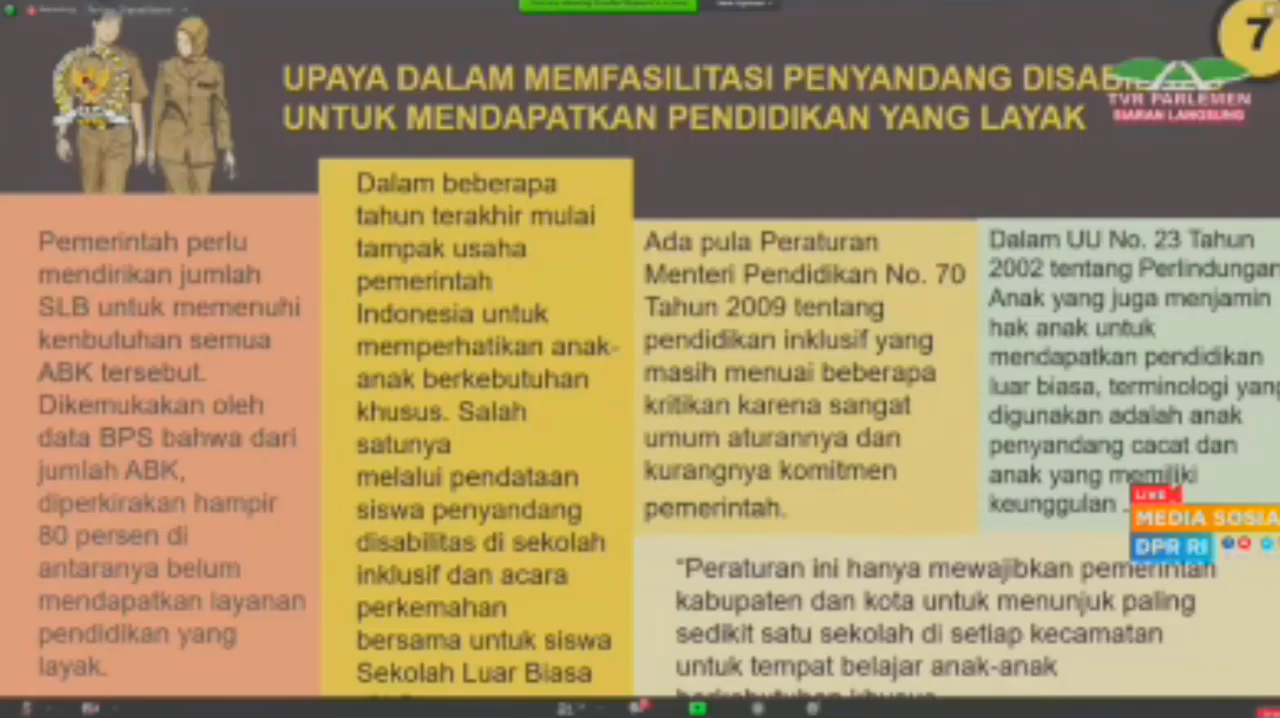 7
UPAYA DALAM MEMFASILITASI PENYANDANG
UNTUK MENDAPATKAN PENDIDIKAN YANG LAYAK
TVR PARLEMEN
SIARAN LANGSUNG
Pemerintah perlu
mendirikan jumlah
SLB untuk memenuhi
kenbutuhan semua
ABK tersebut.
Dikemukakan oleh
data BPS bahwa dari
jumlah ABK,
diperkirakan hampir
80 persen di
antaranya belum
mendapatkan layanan
pendidikan yang
layak.
Dalam beberapa
tahun terakhir mulai
tampak usaha
pemerintah
Indonesia untuk
memperhatikan anak-
anak berkebutuhan
khusus. Salah
satunya
melalui pendataan
siswa penyandang
disabilitas di sekolah
inklusif dan acara
perkemahan
bersama untuk siswa
Sekolah Luar Biasa
Ada pula Peraturan
Menteri Pendidikan No. 70
Tahun 2009 tentang
pendidikan inklusif yang
masih menuai beberapa
kritikan karena sangat
umum aturannya dan
kurangnya komitmen
pemerintah.
Dalam UU No. 23 Tahun
2002 tentang Perlindungan
Anak yang juga menjamin
hak anak untuk
mendapatkan pendidikan
luar biasa, terminologi yang
digunakan adalah anak
penyandang cacat dan
anak yang memiliki
keunggulan .
LIVE
MEDIA SOSIA
DPR RI
“Peraturan ini hanya mewajibkan pemerintah
kabupaten dan kota untuk menunjuk paling
sedikit satu sekolah di setiap kecamatan
untuk tempat belajar anak-anak
berkebutuhan khusus